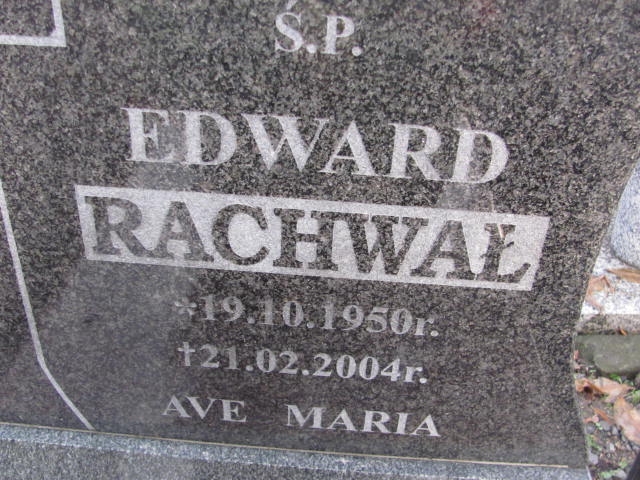 Ś.P.
EDWARD
RACHWAŁ
*19.10.1950r.
†21.02.2004r.
AVE MARIA